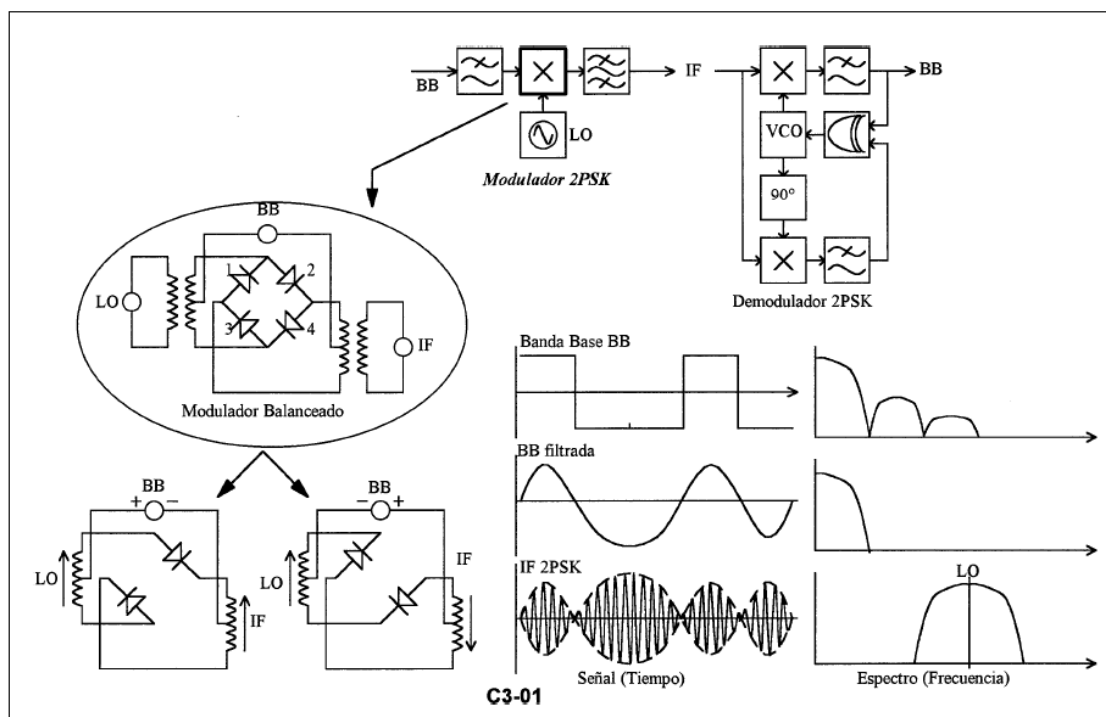 BB
LO
Modulador 2PSK
IF
BB
VCO
90°
Demodulador 2PSK
BB
LO
1
2
3
4
IF
Modulador Balanceado
BB
+ −
LO
IF
BB
− +
LO
IF
Banda Base BB
BB filtrada
IF 2PSK
LO
Señal (Tiempo)
Espectro (Frecuencia)
C3-01